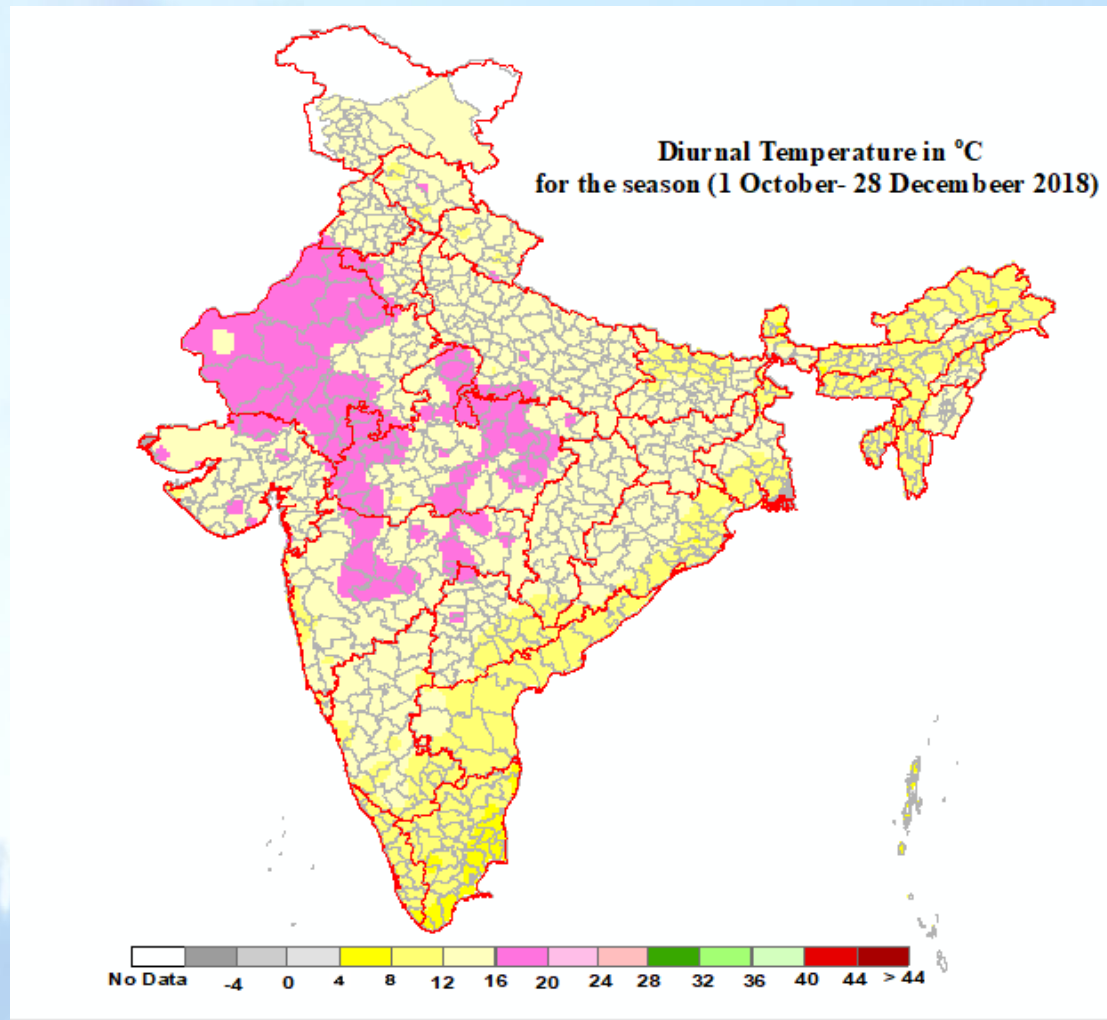 Diurnal Temperature in °C
for the season (1 October- 28 Decembeer 2018)
No Data -4 0 4 8 12 16 20 24 28 32 36 40 44 > 44